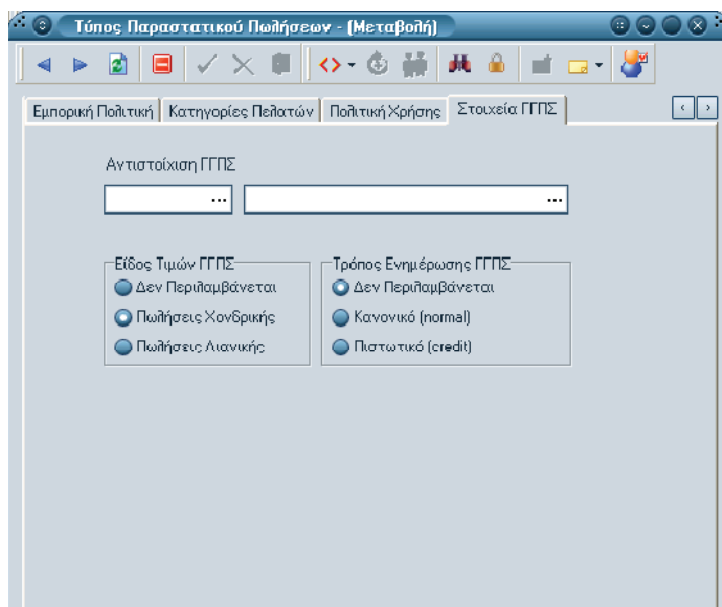 Τύπος Παραστατικού Πωλήσεων - (Μεταβολή)
Εμπορική Πολιτική Κατηγορίες Πελατών Πολιτική Χρήσης Στοιχεία ΓΓΠΣ
Αντιστοίχιση ΓΓΠΣ
... ...
Είδος Τιμών ΓΓΠΣ Τρόπος Ενημέρωσης ΓΓΠΣ
Δεν Περιλαμβάνεται Δεν Περιλαμβάνεται
Πωλήσεις Χονδρικής Κανονικό (normal)
Πωλήσεις Λιανικής Πιστωτικό (credit)